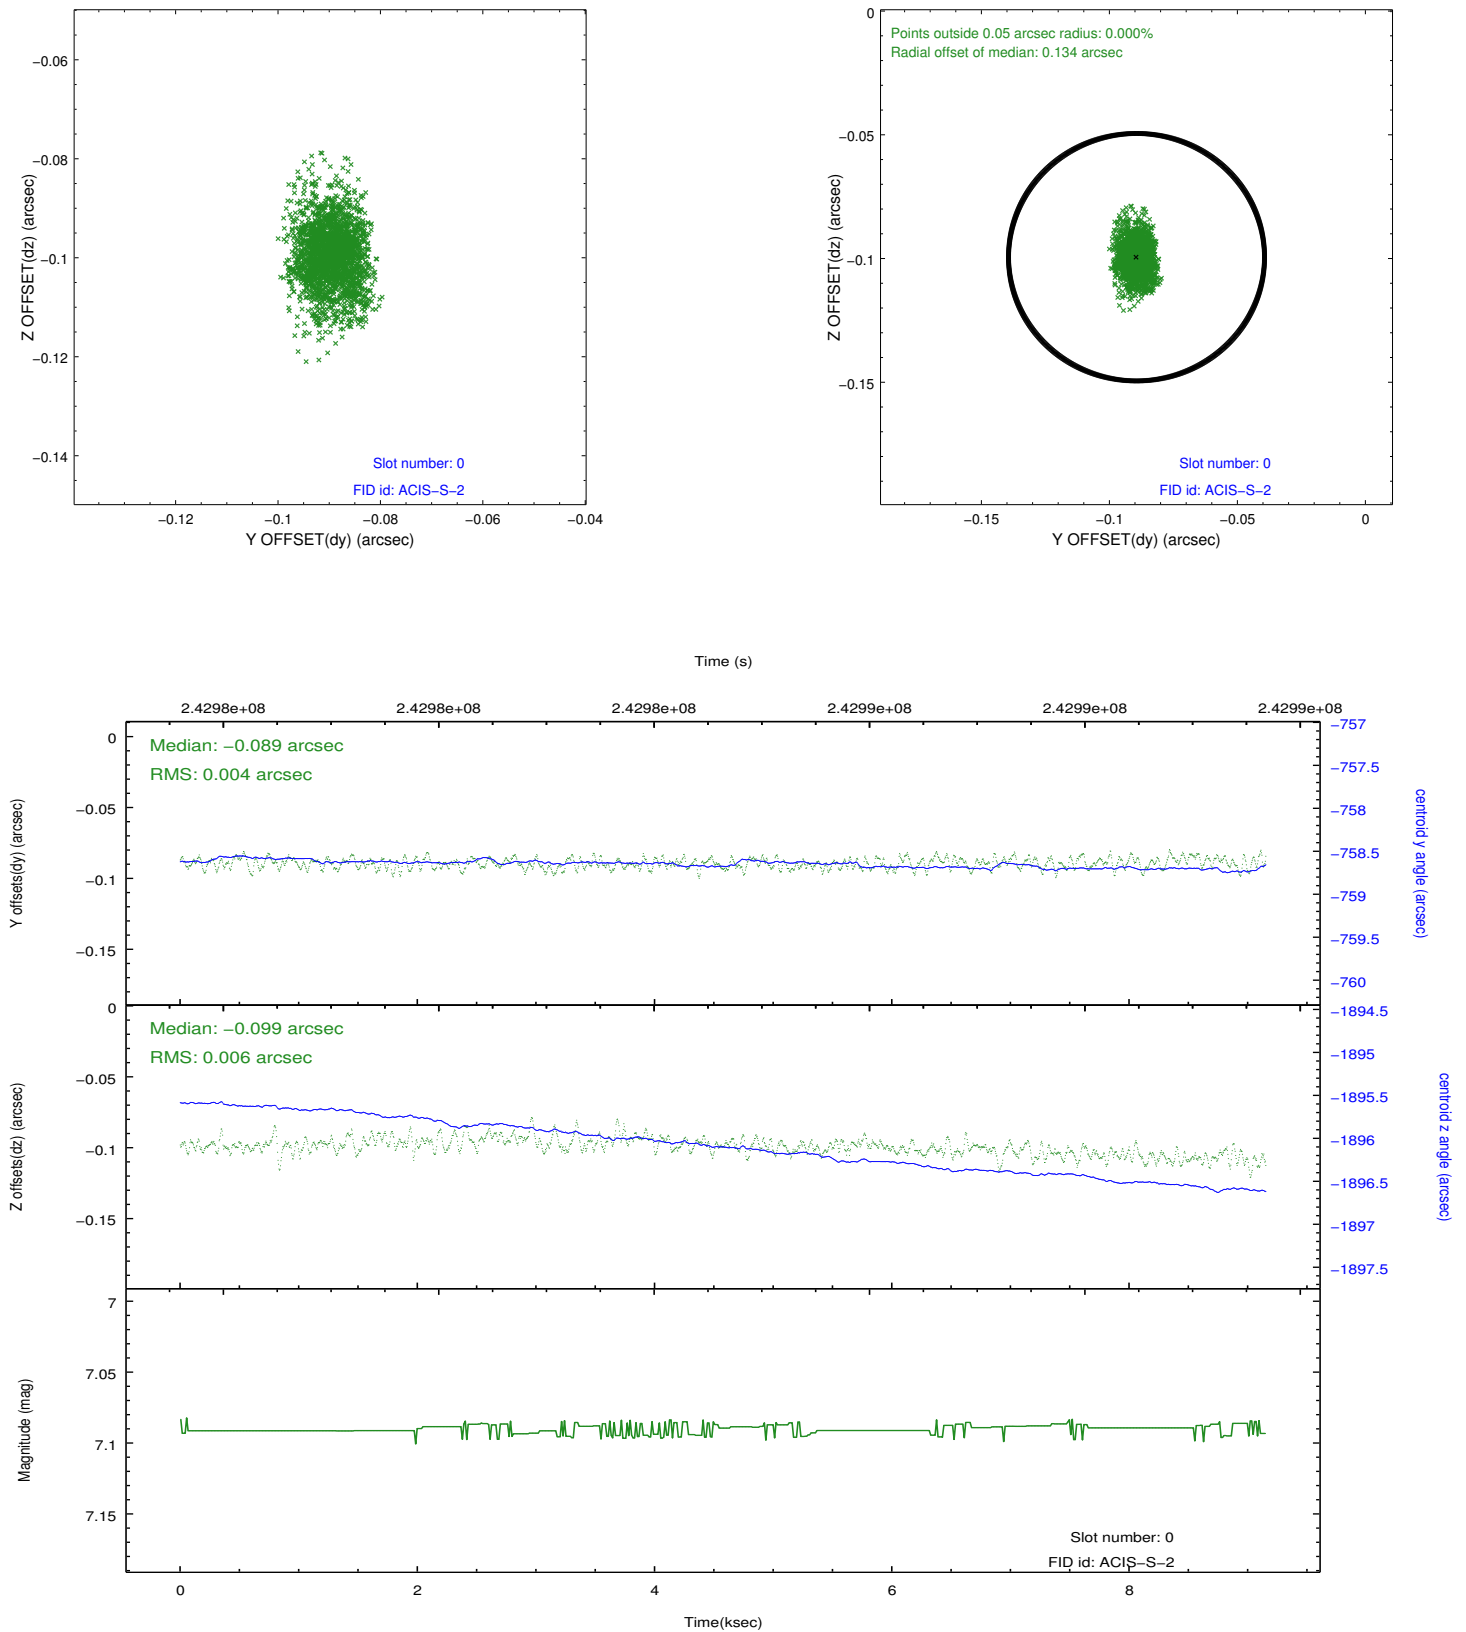 −0.06
−0.08
−0.1
−0.12
−0.14
Z OFFSET(dz) (arcsec)
Slot number: 0
FID id: ACIS−S−2
−0.12 −0.1 −0.08 −0.06 −0.04
Y OFFSET(dy) (arcsec)
0
−0.05
−0.1
−0.15
Z OFFSET(dz) (arcsec)
Points outside 0.05 arcsec radius: 0.000%
Radial offset of median: 0.134 arcsec
Slot number: 0
FID id: ACIS−S−2
−0.15 −0.1 −0.05 0
Y OFFSET(dy) (arcsec)
Time (s)
2.4298e+08 2.4298e+08 2.4298e+08 2.4299e+08 2.4299e+08 2.4299e+08
0
−0.05
−0.1
−0.15
Y offsets(dy) (arcsec)
Median: −0.089 arcsec
RMS: 0.004 arcsec
−757
−757.5
−758
−758.5
−759
−759.5
−760
centroid y angle (arcsec)
0
−0.05
−0.1
−0.15
Z offsets(dz) (arcsec)
Median: −0.099 arcsec
RMS: 0.006 arcsec
−1894.5
−1895
−1895.5
−1896
−1896.5
−1897
−1897.5
centroid z angle (arcsec)
7
7.05
7.1
7.15
Magnitude (mag)
Slot number: 0
FID id: ACIS−S−2
0 2 4 6 8
Time(ksec)